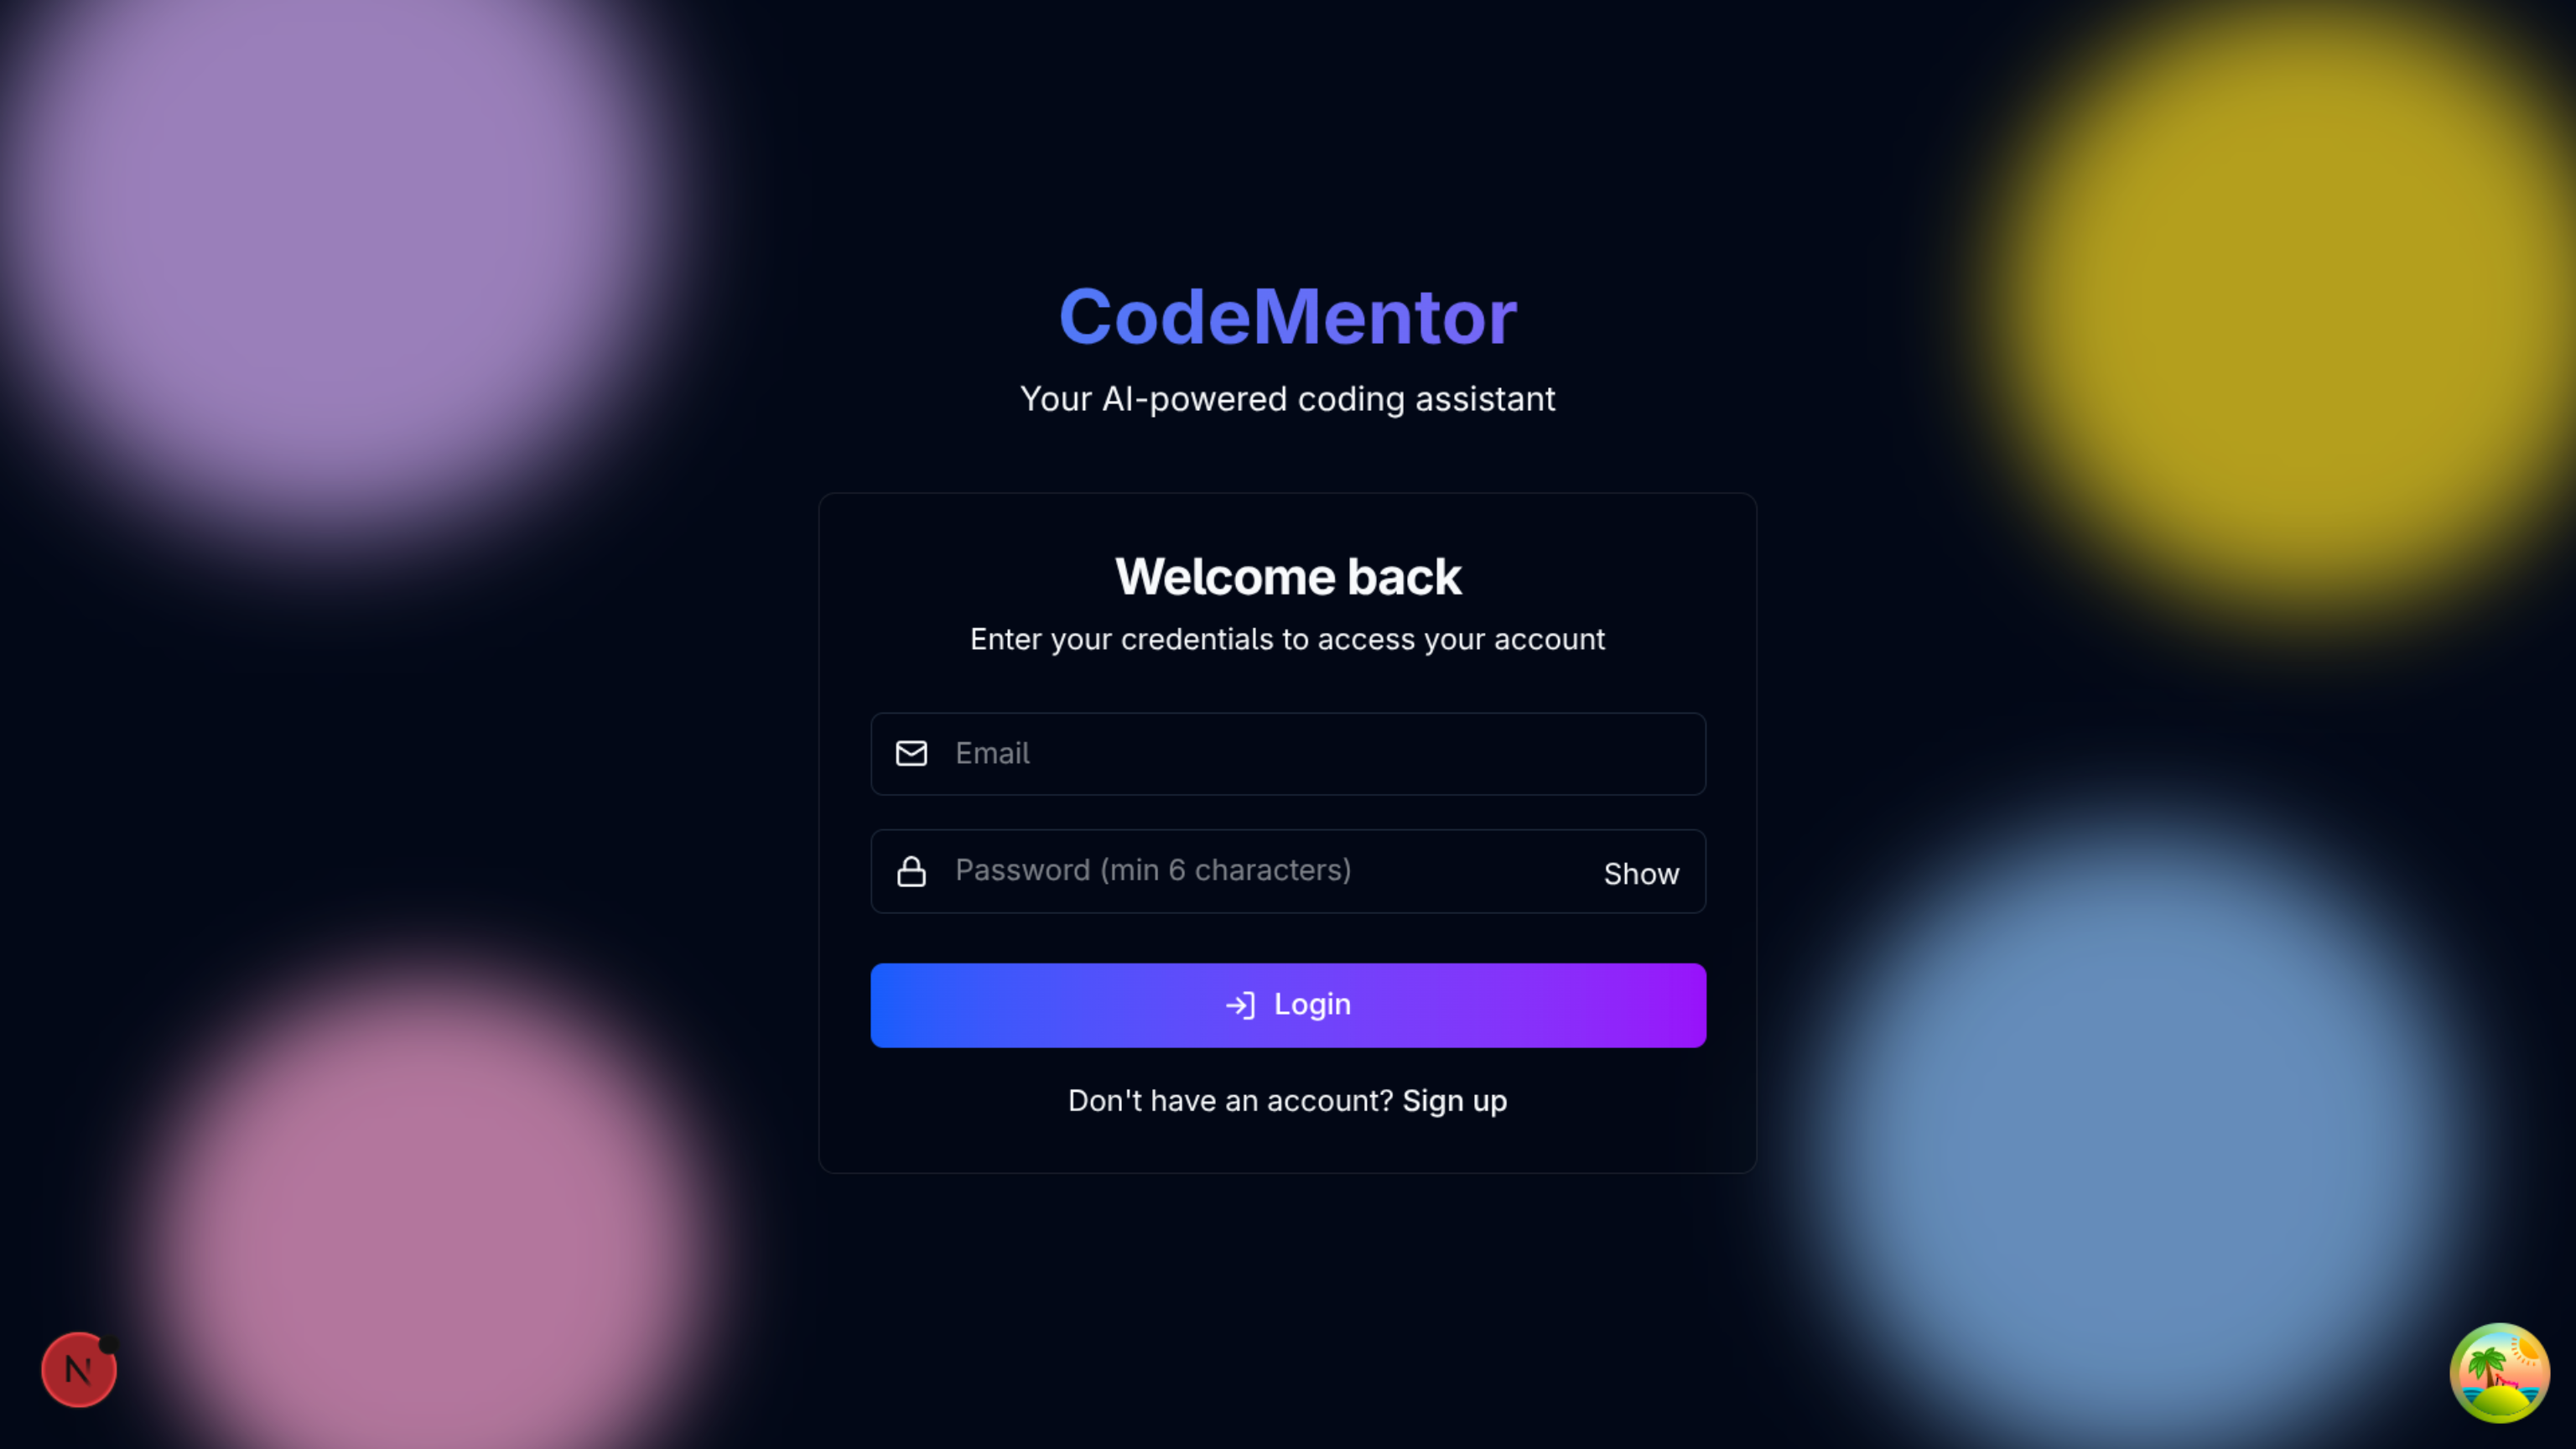 CodeMentor
Your AI-powered coding assistant
Welcome back
Enter your credentials to access your account
Email
Password (min 6 characters)
Show
Login
Don't have an account? Sign up
N